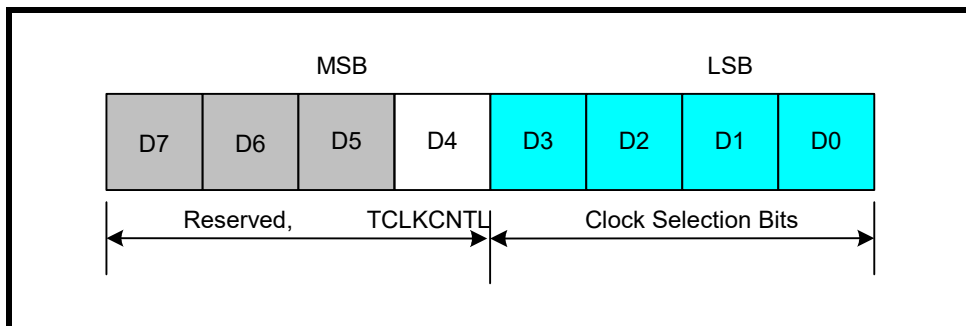 MSB LSB
D7 D6 D5 D4 D3 D2 D1 D0
Reserved, TCLKCNTL Clock Selection Bits